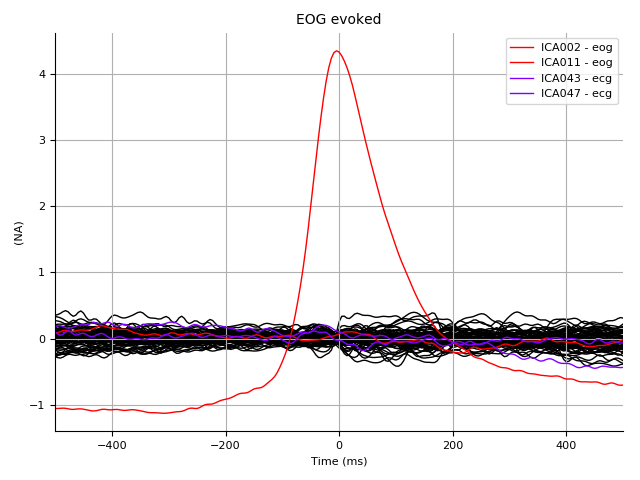 EOG evoked
ICA002 - eog
ICA011 - eog
ICA043 - ecg
ICA047 - ecg
(NA)
4
3
2
1
0
−1
−400
−200
0
200
400
Time (ms)